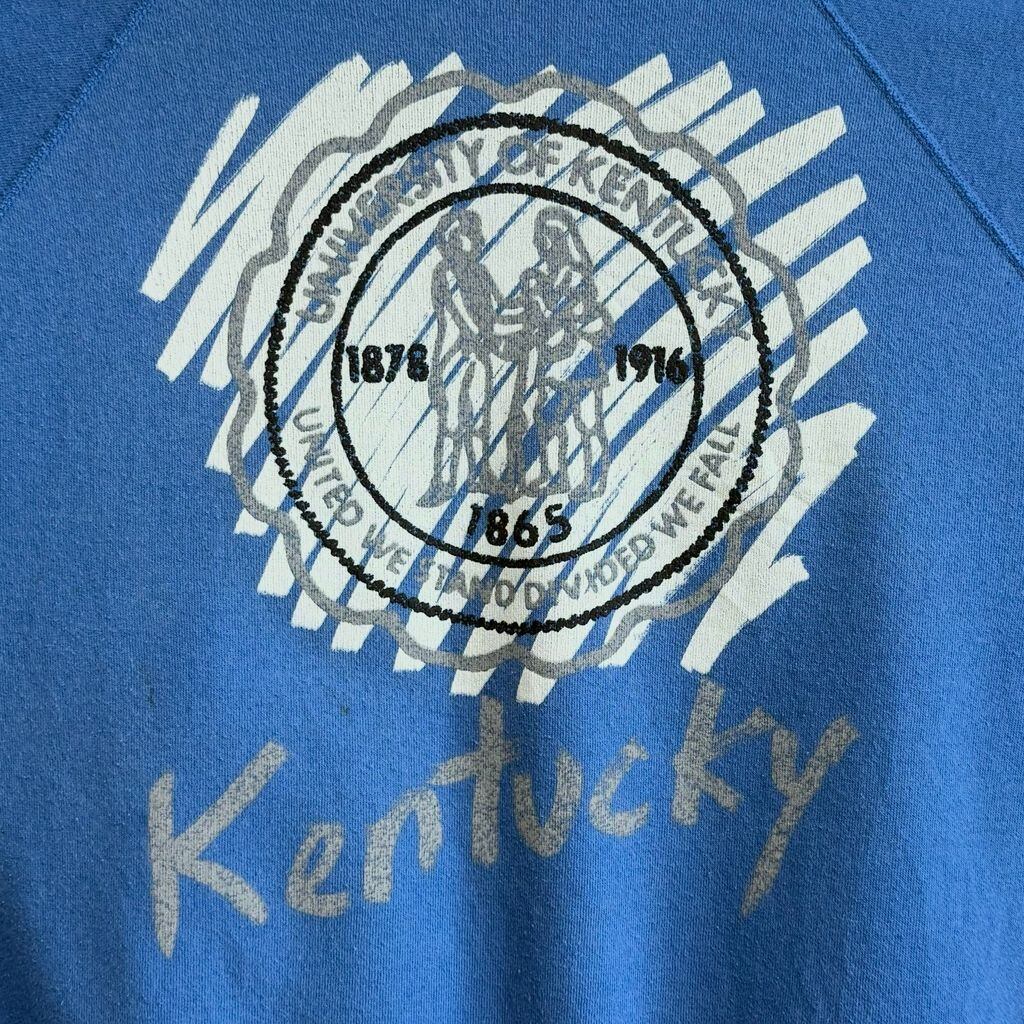 UNIVERSITY OF KENTUCKY
1878 1916
1865
UNITED WE STAND DIVIDED WE FALL
Kentucky